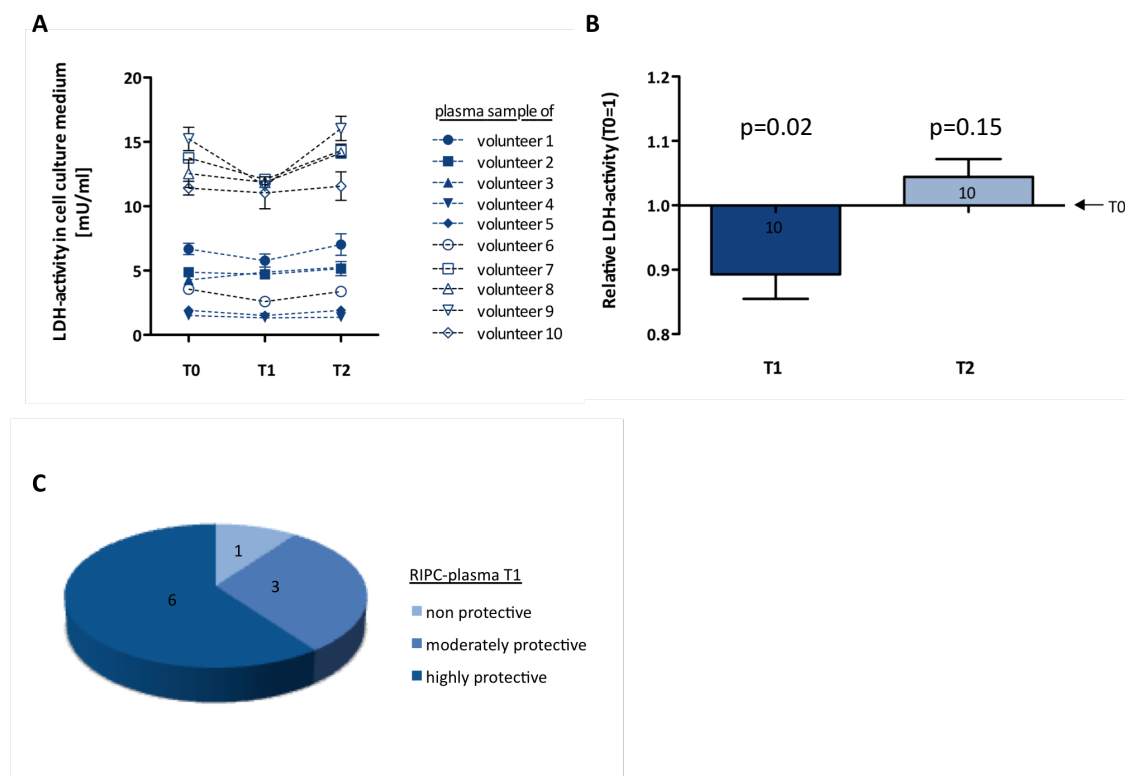 A
LDH-activity in cell culture medium
[mU/ml]
20
15
10
5
0
T0
T1
T2
plasma sample of
volunteer 1
volunteer 2
volunteer 3
volunteer 4
volunteer 5
volunteer 6
volunteer 7
volunteer 8
volunteer 9
volunteer 10
B
Relative LDH-activity (T0=1)
1.2
1.1
1.0
0.9
0.8
p=0.02
p=0.15
10
10
T0
T1
T2
C
1
3
6
RIPC-plasma T1
non protective
moderately protective
highly protective